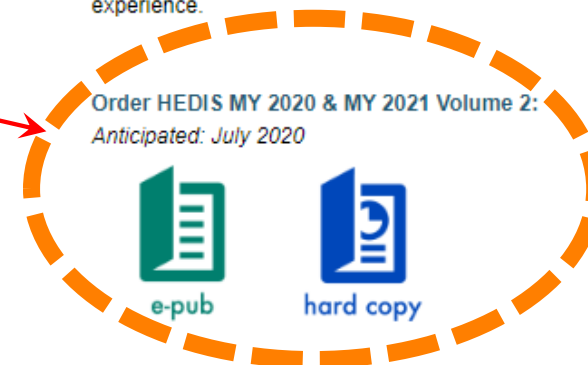 experience.
Order HEDIS MY 2020 & MY 2021 Volume 2:
Anticipated: July 2020
e-pub
hard copy